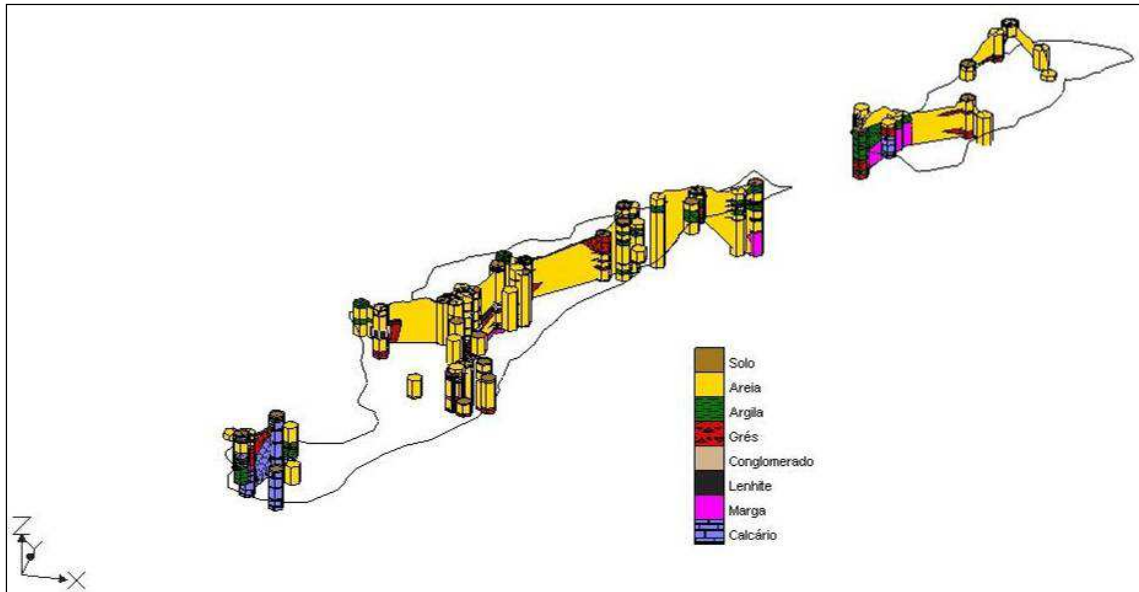 Solo
Areia
Argila
Grés
Conglomerado
Lenhite
Marga
Calcário
Z
Y
X